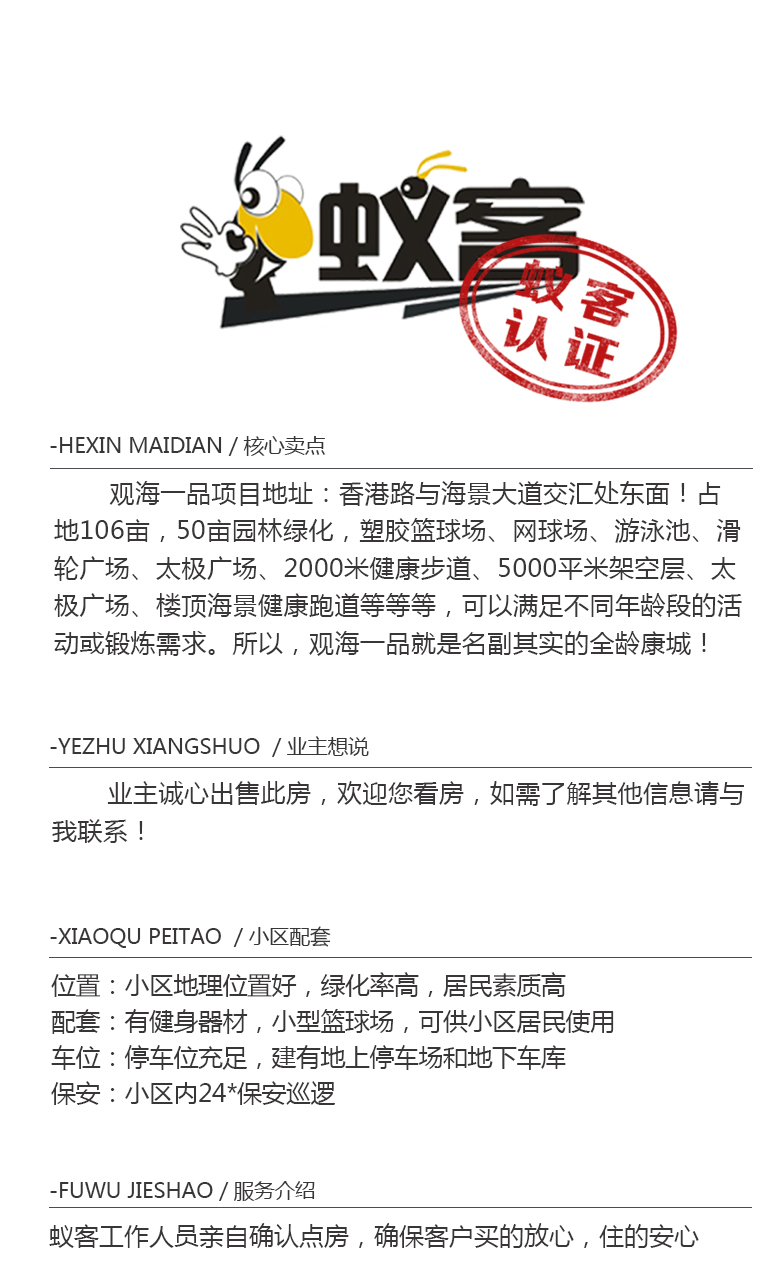 蚁客
蚁客
认证
-HEXIN MAIDIAN / 核心卖点
观海一品项目地址：香港路与海景大道交汇处东面！占
地106亩，50亩园林绿化，塑胶篮球场、网球场、游泳池、滑
轮广场、太极广场、2000米健康步道、5000平米架空层、太
极广场、楼顶海景健康跑道等等等，可以满足不同年龄段的活
动或锻炼需求。所以，观海一品就是名副其实的全龄康城！
-YEZHU XIANGSHUO / 业主想说
业主诚心出售此房，欢迎您看房，如需了解其他信息请与
我联系！
-XIAOQU PEITAO / 小区配套
位置：小区地理位置好，绿化率高，居民素质高
配套：有健身器材，小型篮球场，可供小区居民使用
车位：停车位充足，建有地上停车场和地下车库
保安：小区内24*保安巡逻
-FUWU JIESHAO / 服务介绍
蚁客工作人员亲自确认点房，确保客户买的放心，住的安心